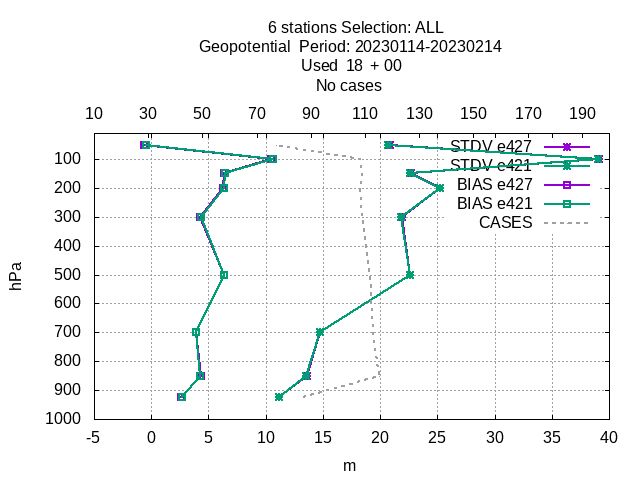 6 stations Selection: ALL
Geopotential  Period: 20230114-20230214
Used  18  + 00
No cases
10 30 50 70 90 110 130 150 170 190
STDV e427
STDV e421
BIAS e427
BIAS e421
CASES
100
200
300
400
500
600
700
800
900
1000
hPa
-5 0 5 10 15 20 25 30 35 40
m